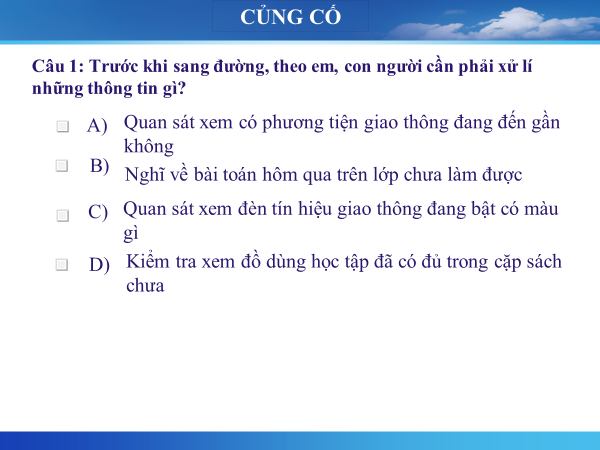 CỦNG CỐ
Câu 1: Trước khi sang đường, theo em, con người cần phải xử lí
những thông tin gì?
A) Quan sát xem có phương tiện giao thông đang đến gần
không
B) Nghĩ về bài toán hôm qua trên lớp chưa làm được
C) Quan sát xem đèn tín hiệu giao thông đang bật có màu
gì
D) Kiểm tra xem đồ dùng học tập đã có đủ trong cặp sách
chưa